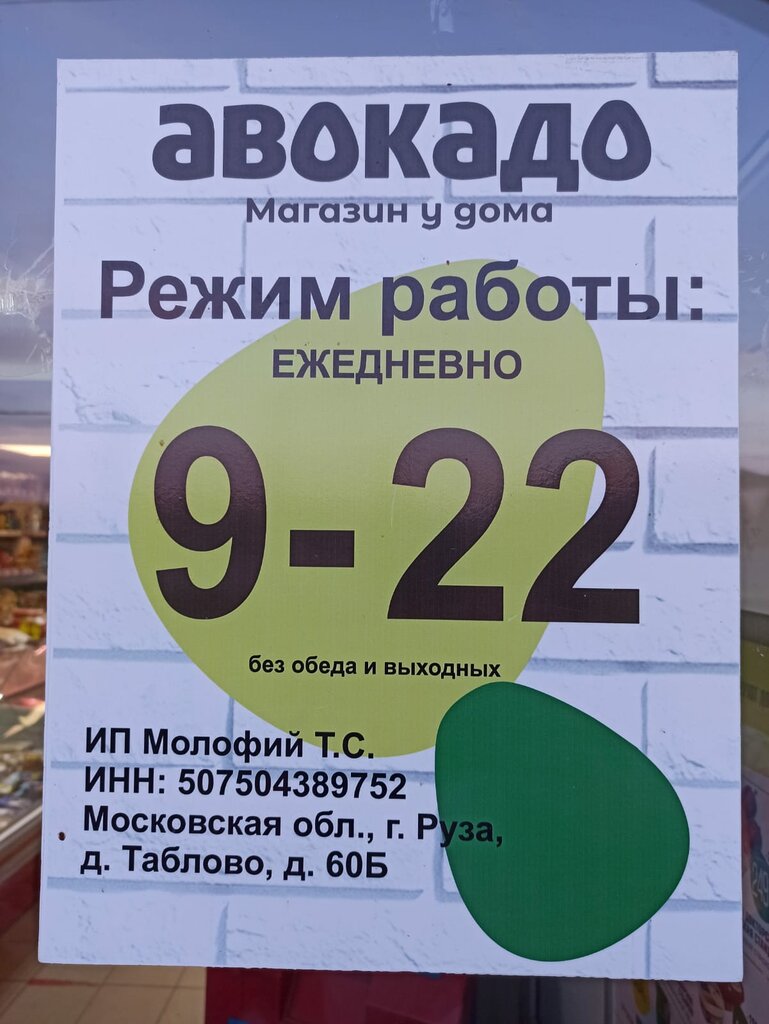 авокадо
Магазин у дома
Режим работы:
ЕЖЕДНЕВНО
9-22
без обеда и выходных
ИП Молофий Т.С.
ИНН: 507504389752
Московская обл., г. Руза,
д. Таблово, д. 60Б